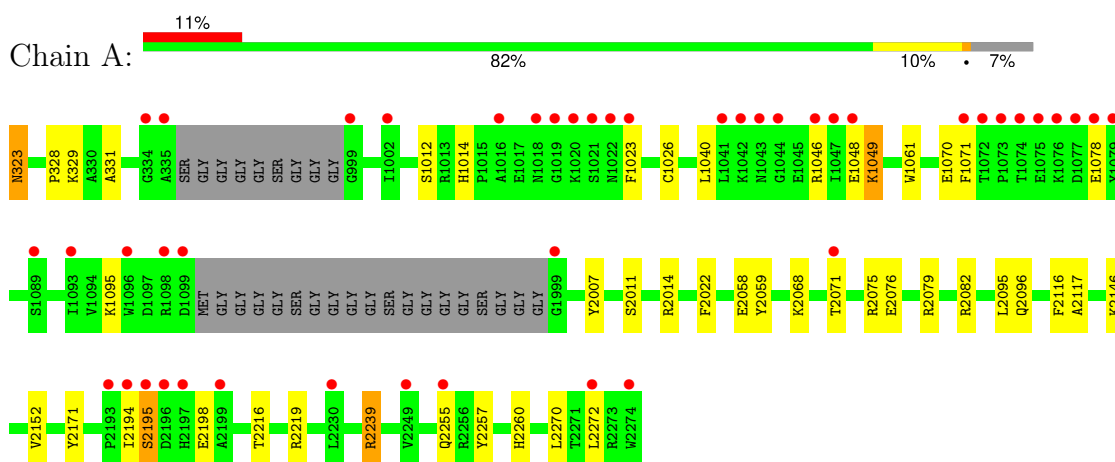 11%
Chain A:
82% 10% • 7%
N323 P328 K329 A330 A331 G334 A335 SER GLY GLY GLY GLY SER GLY GLY GLY GLY G999 I1002 S1012 R1013 H1014 P1015 A1016 E1017 N1018 G1019 K1020 S1021 N1022 F1023 C1026 L1040 L1041 K1042 N1043 G1044 E1045 R1046 I1047 E1048 K1049 W1061 E1070 F1071 T1072 P1073 T1074 E1075 K1076 D1077 E1078 Y1079
S1089 I1093 V1094 K1095 W1096 D1097 R1098 D1099 MET GLY GLY GLY GLY SER GLY GLY GLY GLY SER GLY GLY GLY GLY SER GLY GLY GLY GLY G1999 Y2007 S2011 R2014 F2022 E2058 Y2059 K2068 T2071 R2075 E2076 R2079 R2082 L2095 Q2096 F2116 A2117 K2146
V2152 Y2171 P2193 I2194 S2195 D2196 H2197 E2198 A2199 T2216 R2219 L2230 R2239 V2249 Q2255 R2256 Y2257 H2260 L2270 T2271 L2272 R2273 W2274